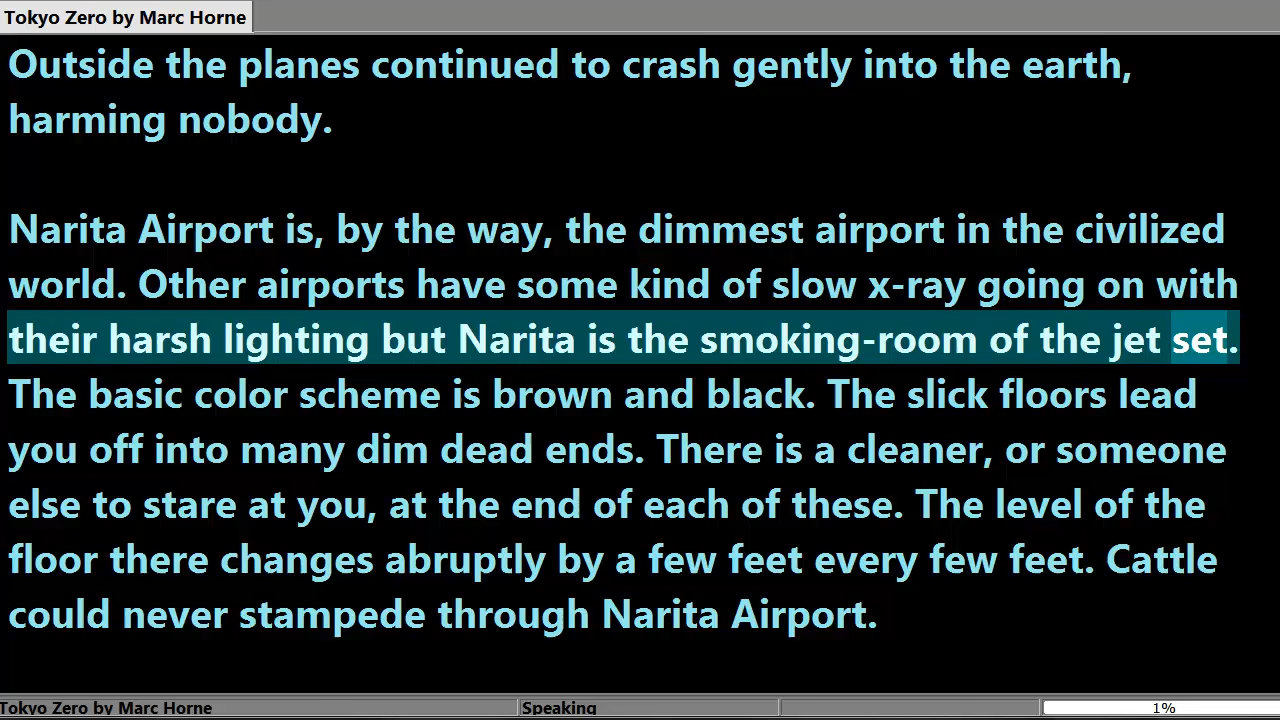 Tokyo Zero by Marc Horne
Outside the planes continued to crash gently into the earth,
harming nobody.
Narita Airport is, by the way, the dimmest airport in the civilized
world. Other airports have some kind of slow x-ray going on with
their harsh lighting but Narita is the smoking-room of the jet set.
The basic color scheme is brown and black. The slick floors lead
you off into many dim dead ends. There is a cleaner, or someone
else to stare at you, at the end of each of these. The level of the
floor there changes abruptly by a few feet every few feet. Cattle
could never stampede through Narita Airport.
Tokyo Zero by Marc Horne
Speaking
1%